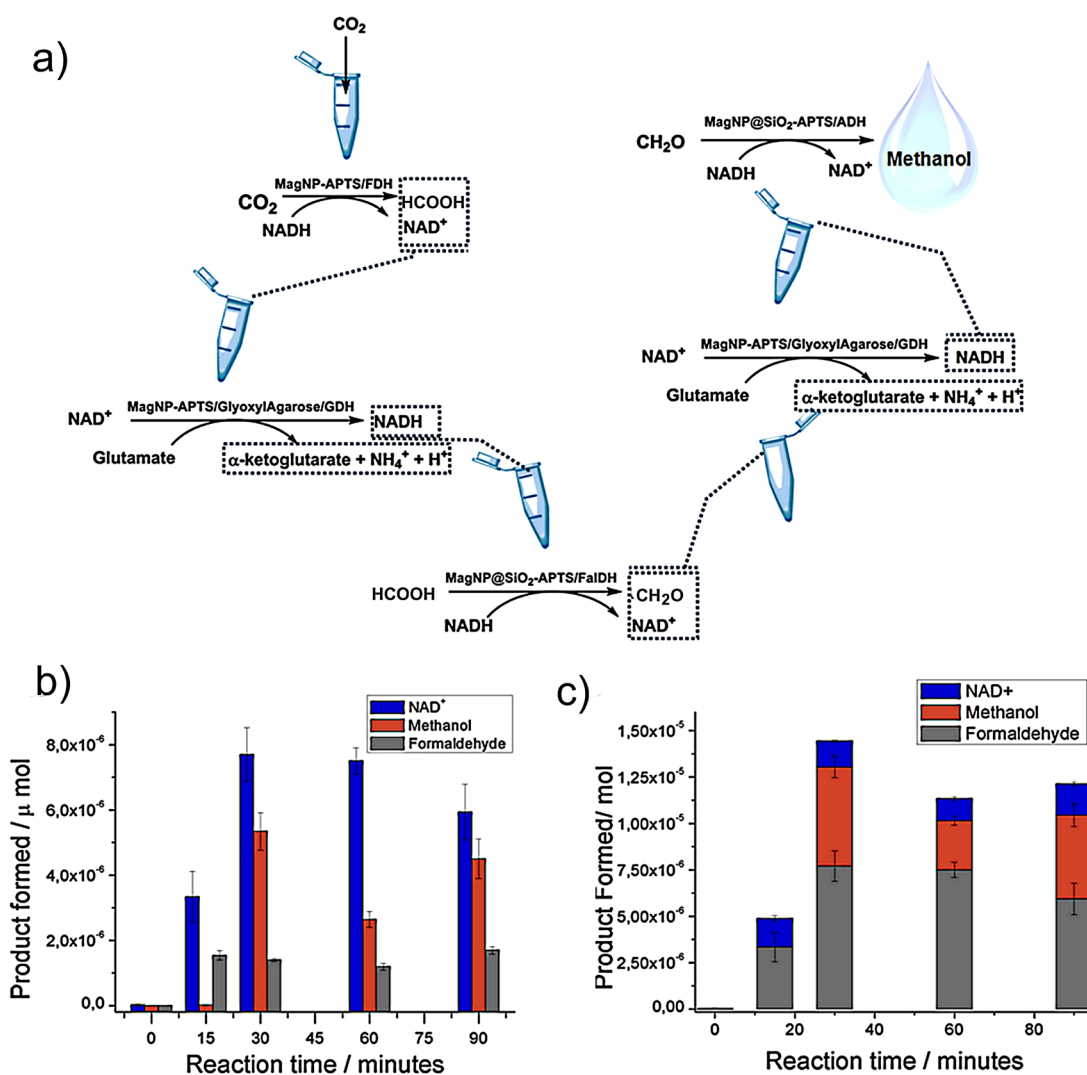 a)
CO₂
MagNP-APTS/FDH
CO₂
HCOOH
NADH
NAD⁺
MagNP@SiO₂-APTS/ADH
CH₂O
Methanol
NADH
NAD⁺
MagNP-APTS/GlyoxylAgarose/GDH
NAD⁺
NADH
Glutamate
α-ketoglutarate + NH₄⁺ + H⁺
MagNP-APTS/GlyoxylAgarose/GDH
NAD⁺
NADH
Glutamate
α-ketoglutarate + NH₄⁺ + H⁺
MagNP@SiO₂-APTS/FalDH
HCOOH
CH₂O
NADH
NAD⁺
b)
NAD⁺
Methanol
Formaldehyde
Product formed / μ mol
8,0x10⁻⁶
6,0x10⁻⁶
4,0x10⁻⁶
2,0x10⁻⁶
0,0
0 15 30 45 60 75 90
Reaction time / minutes
c)
NAD+
Methanol
Formaldehyde
Product Formed/ mol
1,50x10⁻⁵
1,25x10⁻⁵
1,00x10⁻⁵
7,50x10⁻⁶
5,00x10⁻⁶
2,50x10⁻⁶
0,00
0 20 40 60 80
Reaction time / minutes